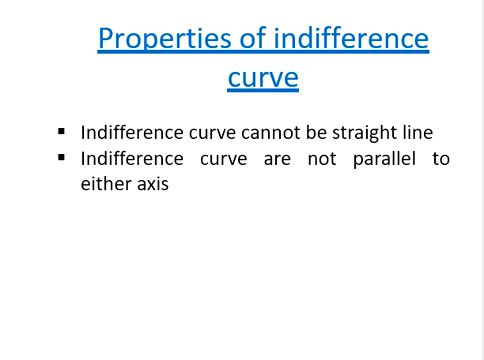 Properties of indifference
curve
▪ Indifference curve cannot be straight line
▪ Indifference curve are not parallel to
either axis